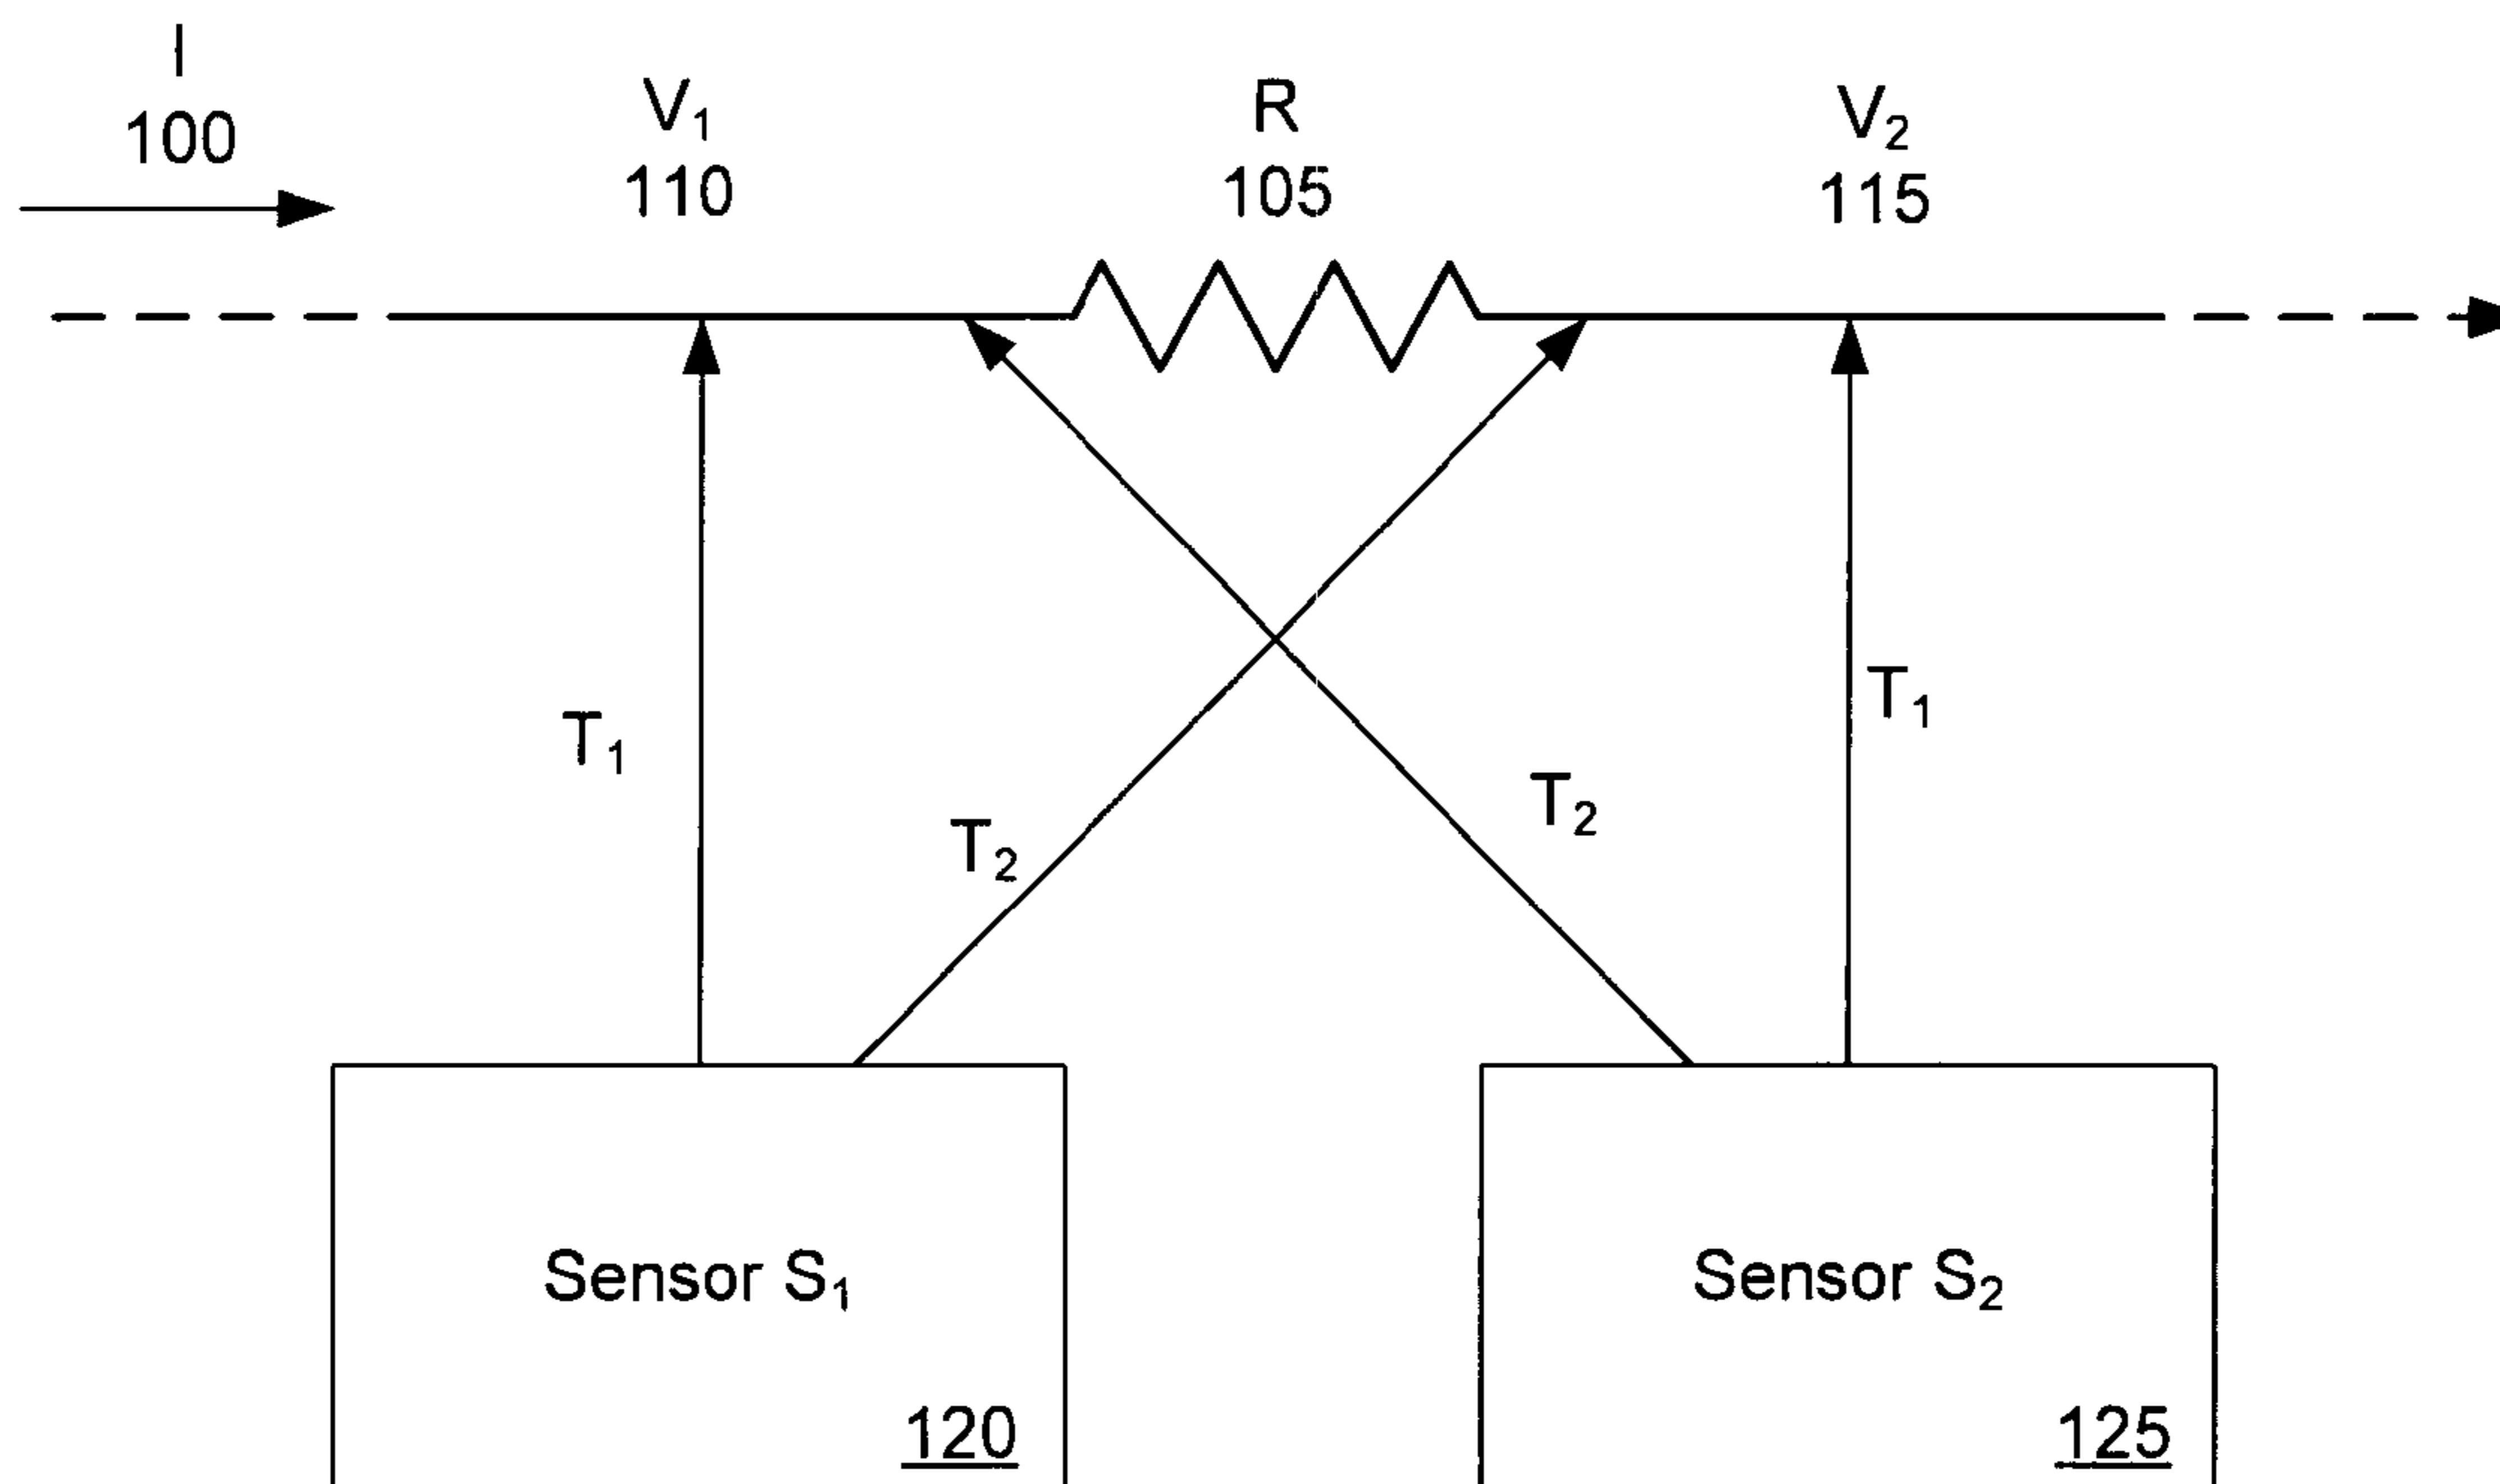 I
100
V₁
110
R
105
V₂
115
T₁
T₂
T₂
T₁
Sensor S₁
120
Sensor S₂
125